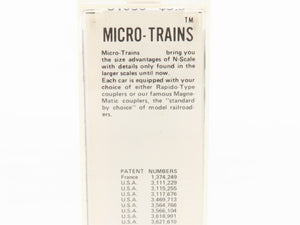 TM
MICRO-TRAINS
Micro-Trains bring you
the size advantages of N-Scale
with details only found in the
larger scales until now.
Each car is equipped with your
choice of either Rapido-Type
couplers or our famous Magne-
Matic couplers, the "standard
by choice" of model railroad-
ers.
PATENT NUMBERS
France 1,374,249
U.S.A. 3,111,229
U.S.A. 3,115,255
U.S.A. 3,117,676
U.S.A. 3,469,713
U.S.A. 3,564,766
U.S.A. 3,566,104
U.S.A. 3,618,991
U.S.A. 3,621,610